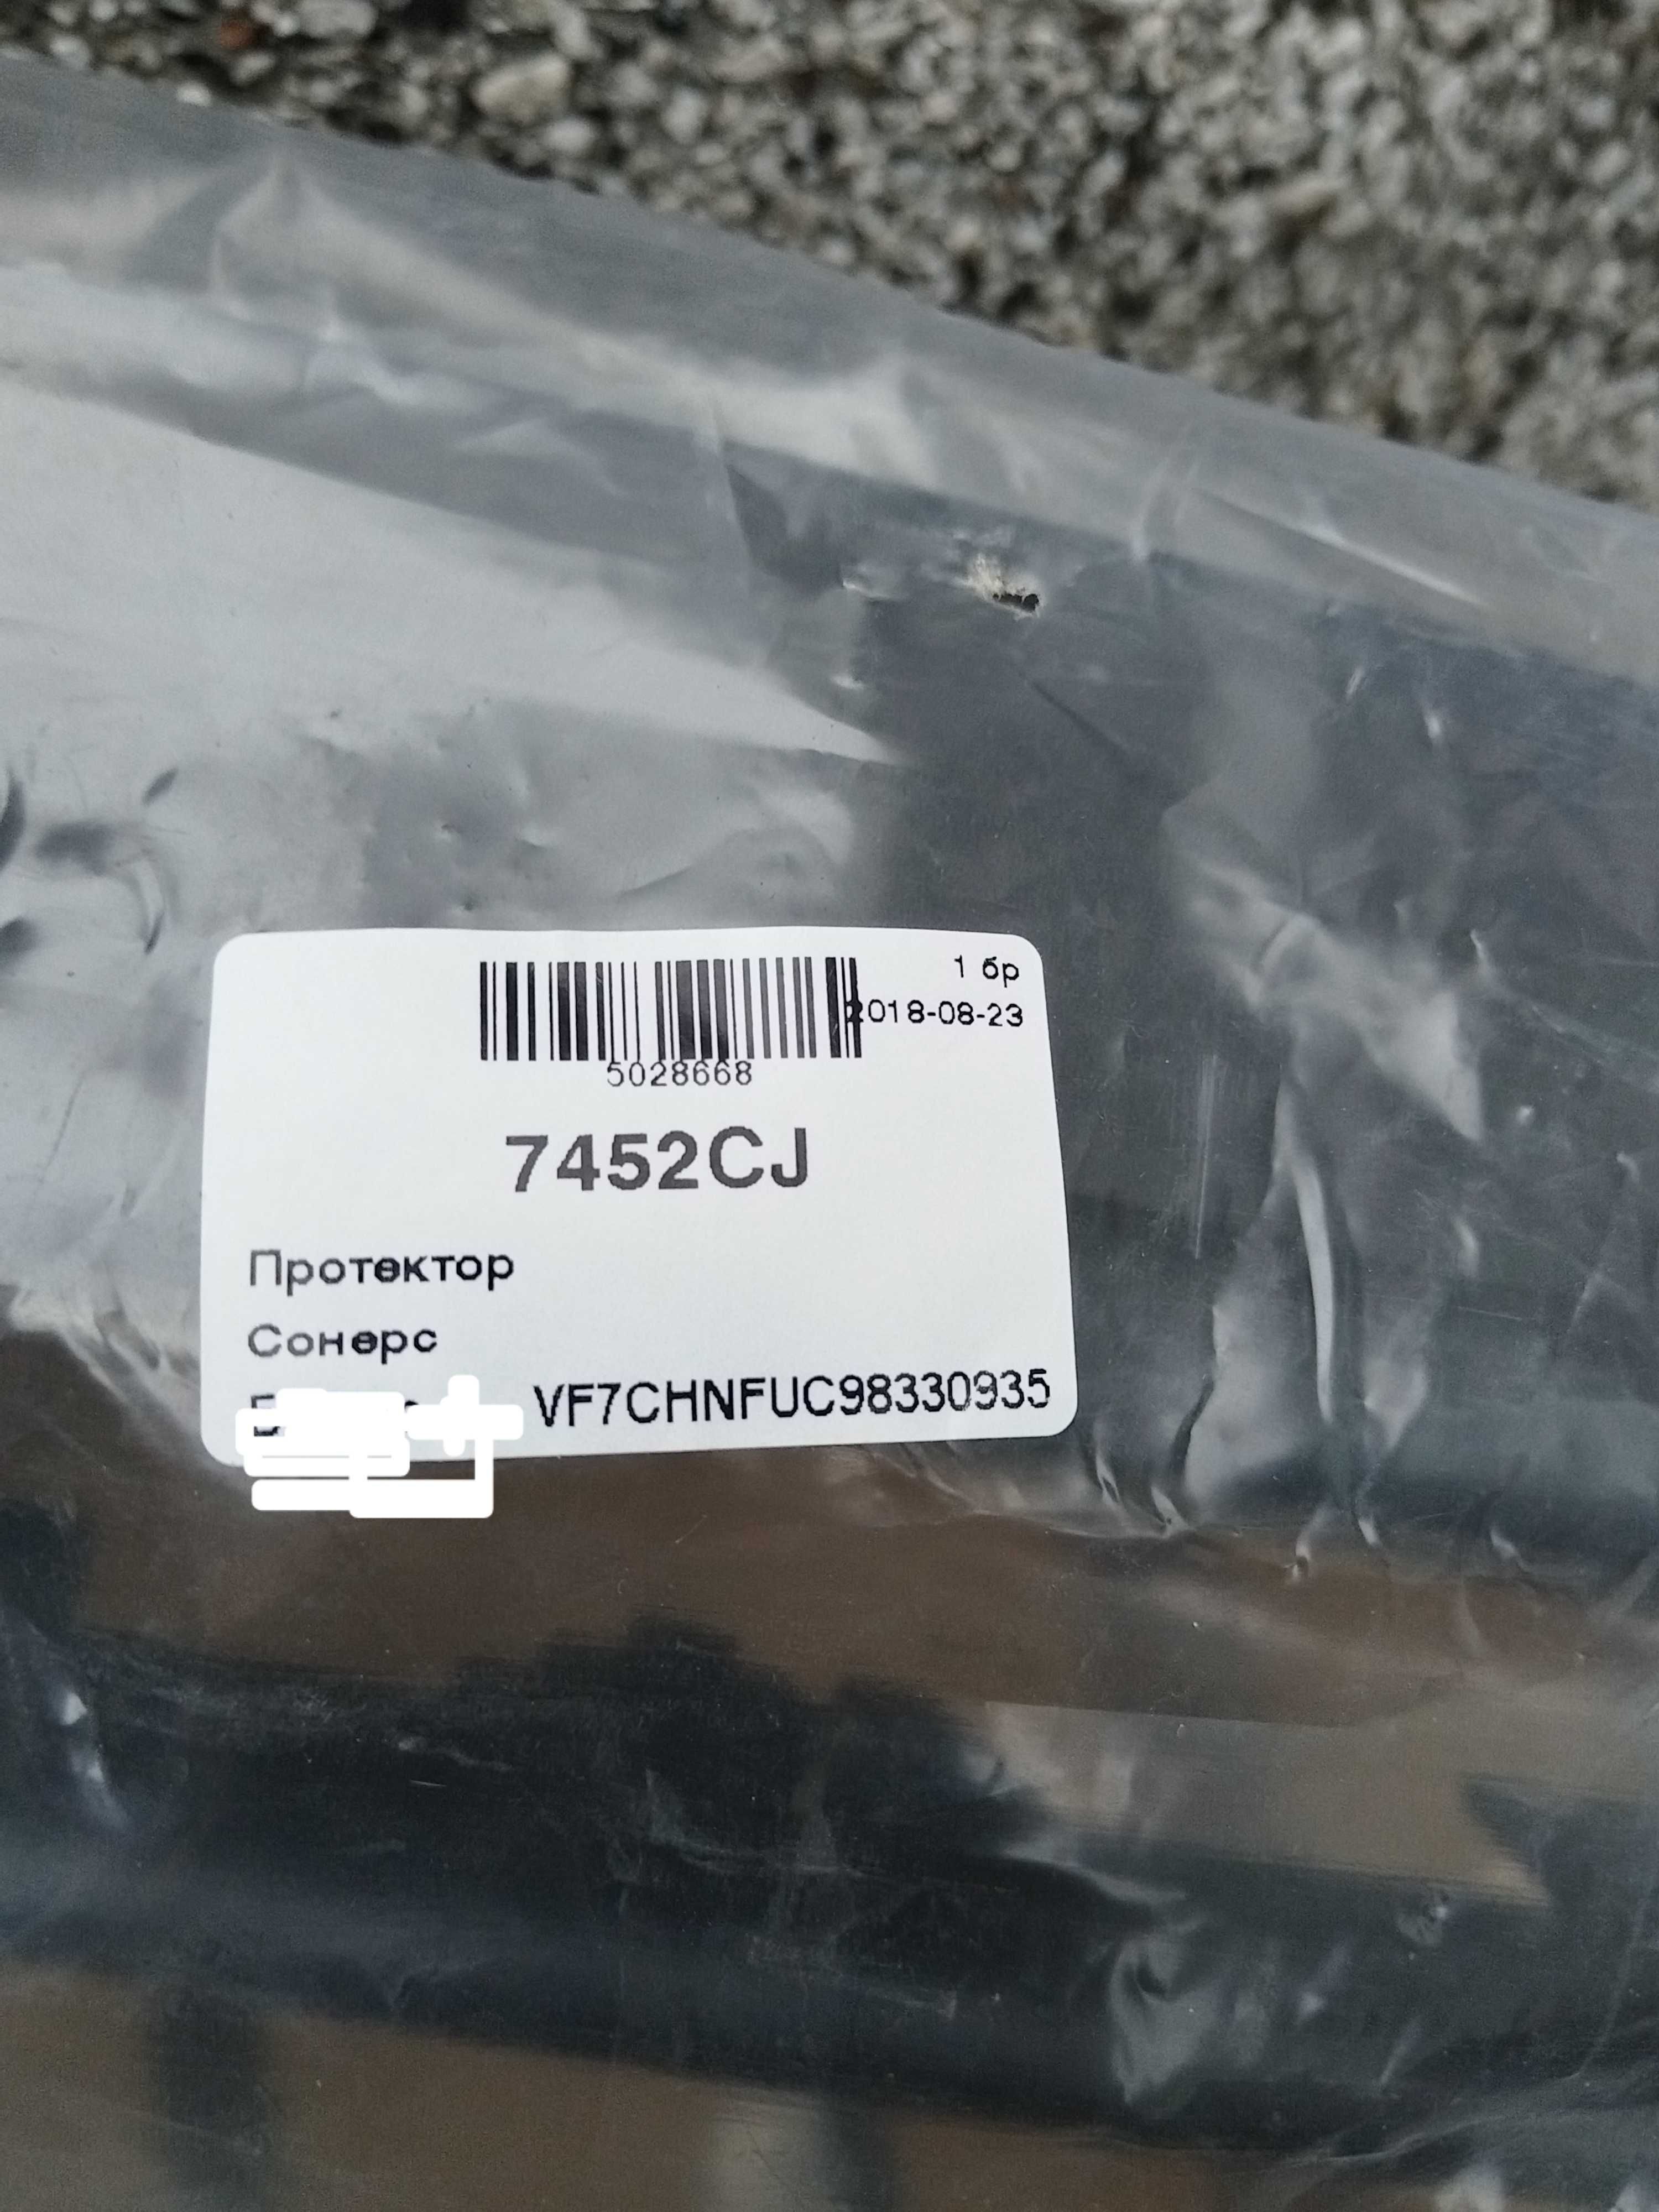 1 бр
2018-08-23
5028668
7452CJ
Протектор
Сонерс
VF7CHNFUC98330935